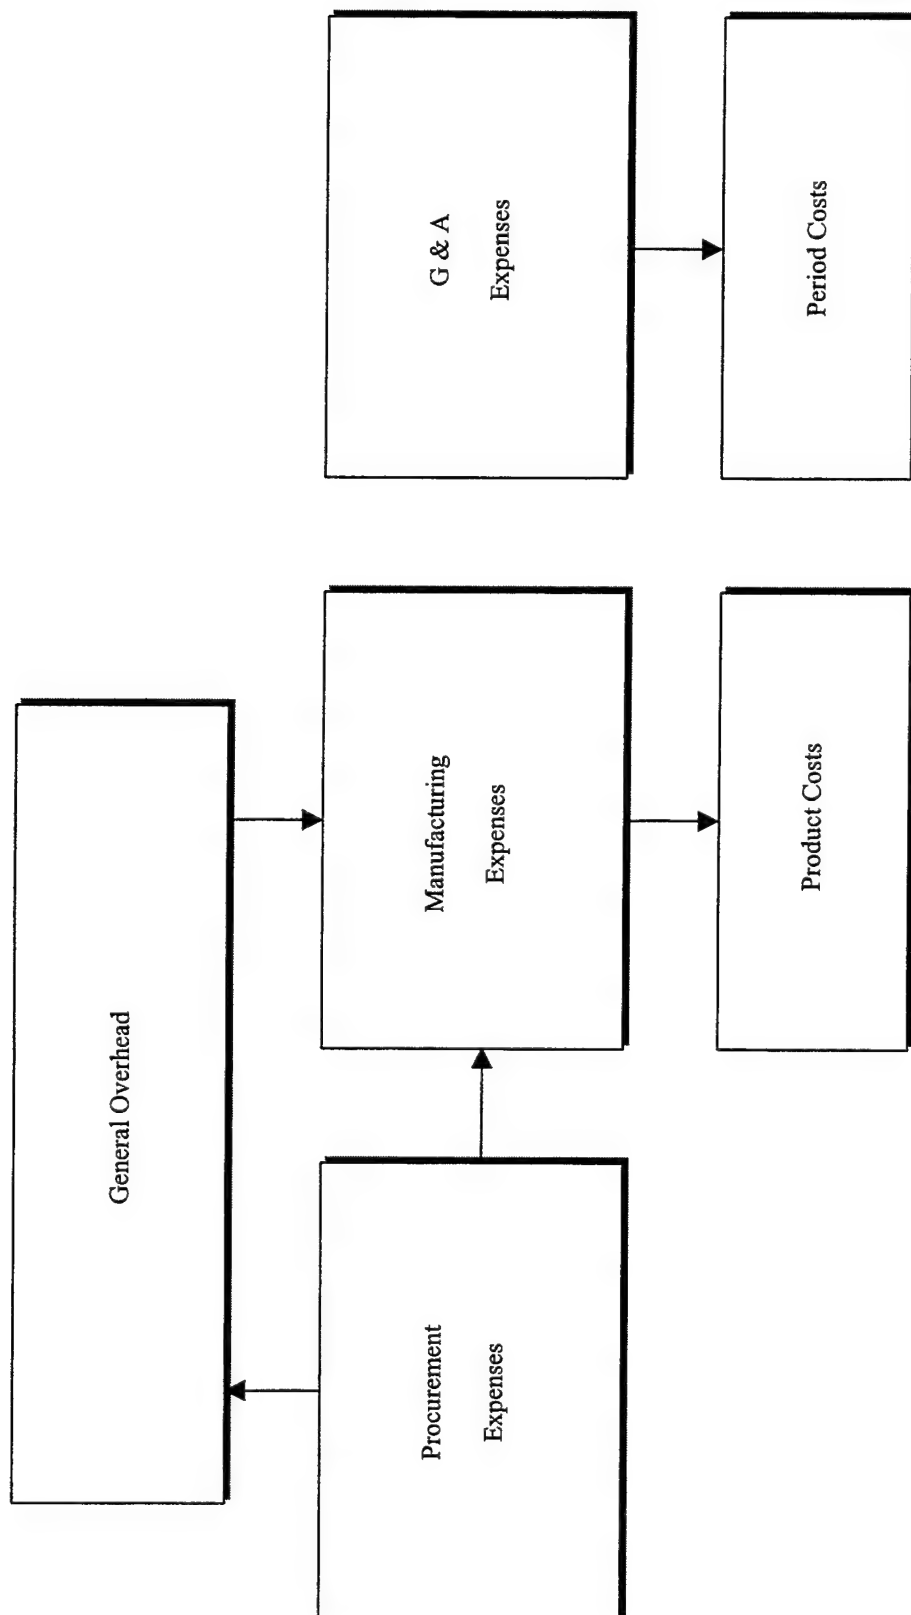 General Overhead
Procurement
Expenses
Manufacturing
Expenses
G & A
Expenses
Product Costs
Period Costs